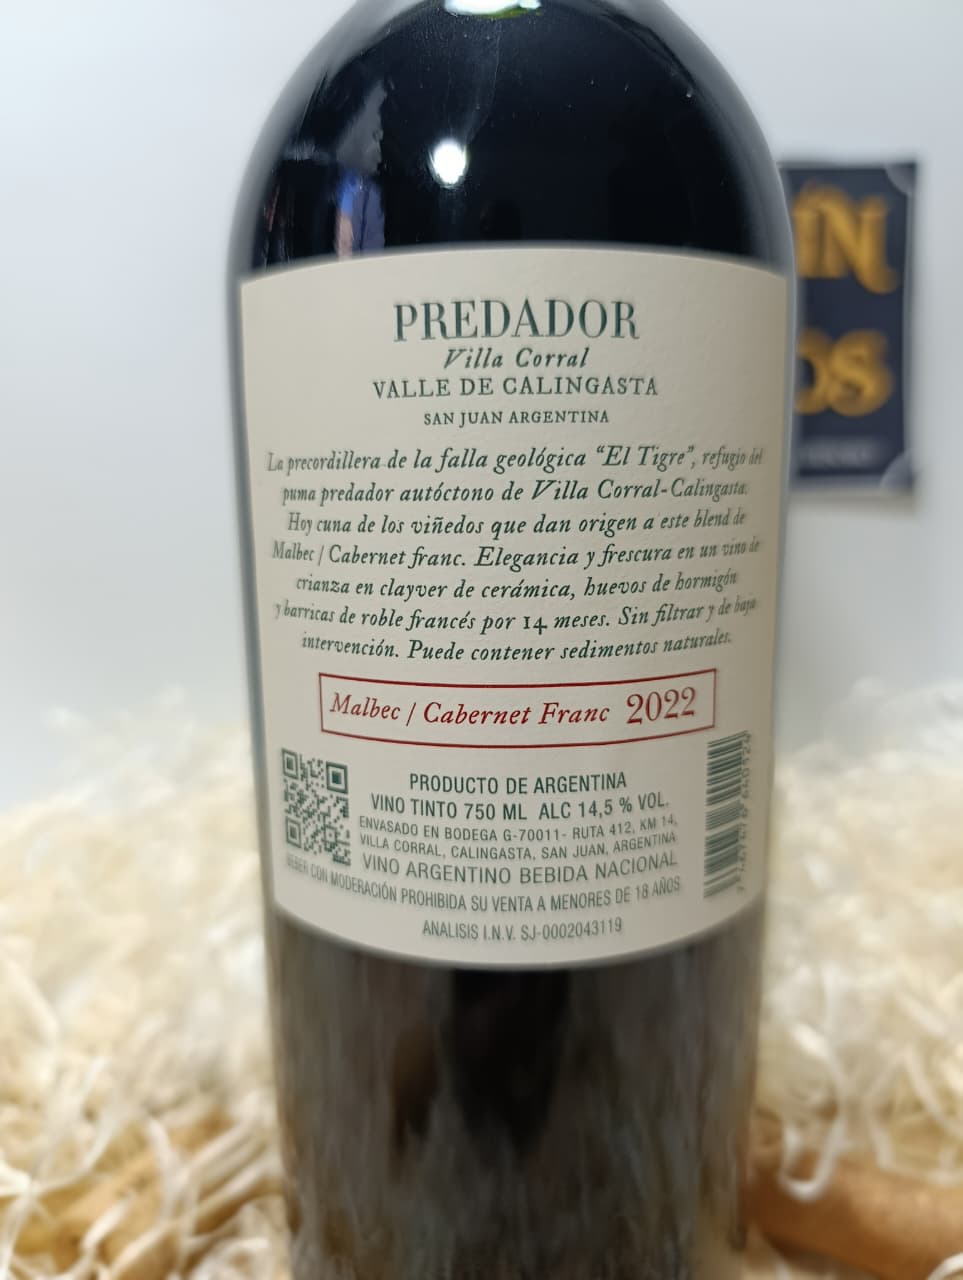 PREDADOR
Villa Corral
VALLE DE CALINGASTA
SAN JUAN ARGENTINA
La precordillera de la falla geológica "El Tigre", refugio del
puma predador autóctono de Villa Corral-Calingasta.
Hoy cuna de los viñedos que dan origen a este blend de
Malbec / Cabernet franc. Elegancia y frescura en un vino de
crianza en clayver de cerámica, huevos de hormigón
y barricas de roble francés por 14 meses. Sin filtrar y de baja
intervención. Puede contener sedimentos naturales.
Malbec / Cabernet Franc 2022
PRODUCTO DE ARGENTINA
VINO TINTO 750 ML ALC 14,5 % VOL.
ENVASADO EN BODEGA G-70011- RUTA 412, KM 14,
VILLA CORRAL, CALINGASTA, SAN JUAN, ARGENTINA
VINO ARGENTINO BEBIDA NACIONAL
BEBER CON MODERACIÓN PROHIBIDA SU VENTA A MENORES DE 18 AÑOS
ANALISIS I.N.V. SJ-0002043119